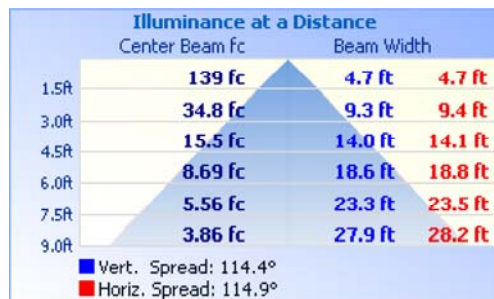 Illuminance at a Distance
Center Beam fc Beam Width
1.5ft 139 fc 4.7 ft 4.7 ft
3.0ft 34.8 fc 9.3 ft 9.4 ft
4.5ft 15.5 fc 14.0 ft 14.1 ft
6.0ft 8.69 fc 18.6 ft 18.8 ft
7.5ft 5.56 fc 23.3 ft 23.5 ft
9.0ft 3.86 fc 27.9 ft 28.2 ft
Vert. Spread: 114.4°
Horiz. Spread: 114.9°